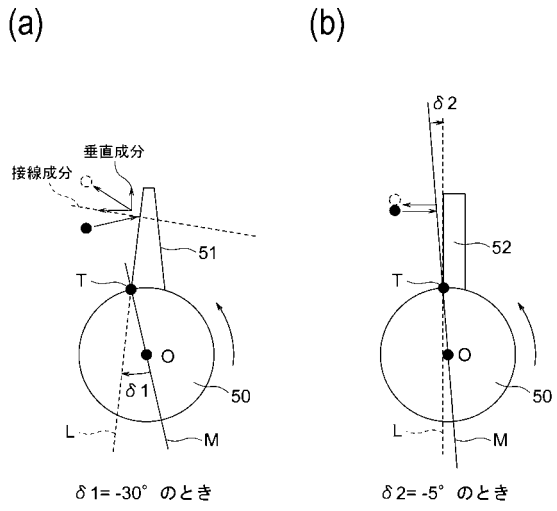 (a)
(b)
δ2
垂直成分
接線成分
51
52
T
T
O
O
δ1
50
50
L
M
L
M
δ1= -30° のとき
δ2= -5° のとき